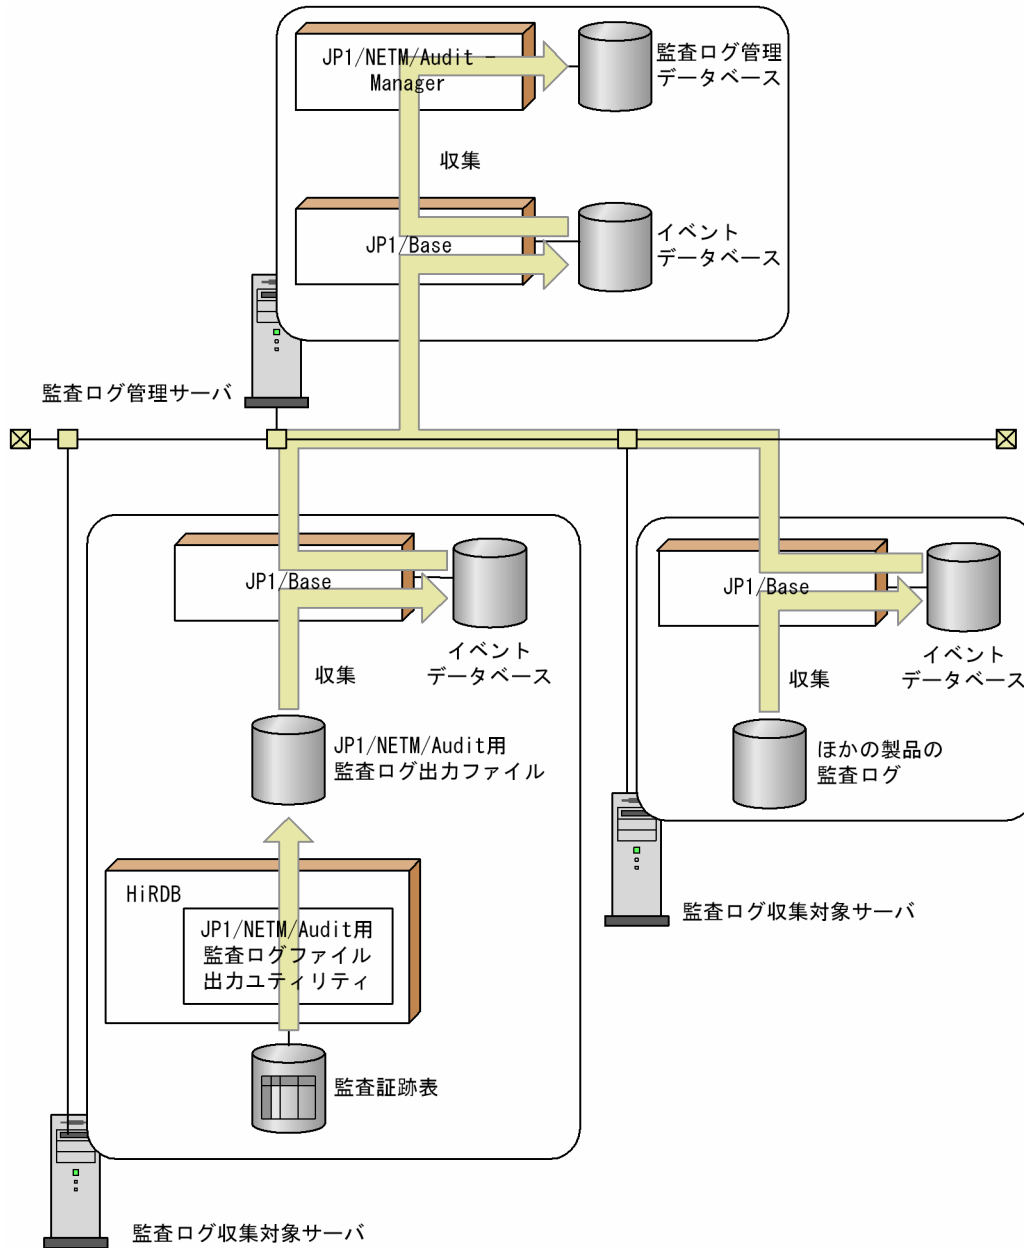 JP1/NETM/Audit -
Manager
監査ログ管理
データベース
収集
JP1/Base
イベント
データベース
監査ログ管理サーバ
JP1/Base
イベント
データベース
収集
JP1/NETM/Audit用
監査ログ出力ファイル
HiRDB
JP1/NETM/Audit用
監査ログファイル
出力ユティリティ
監査証跡表
監査ログ収集対象サーバ
JP1/Base
イベント
データベース
収集
ほかの製品の
監査ログ
監査ログ収集対象サーバ